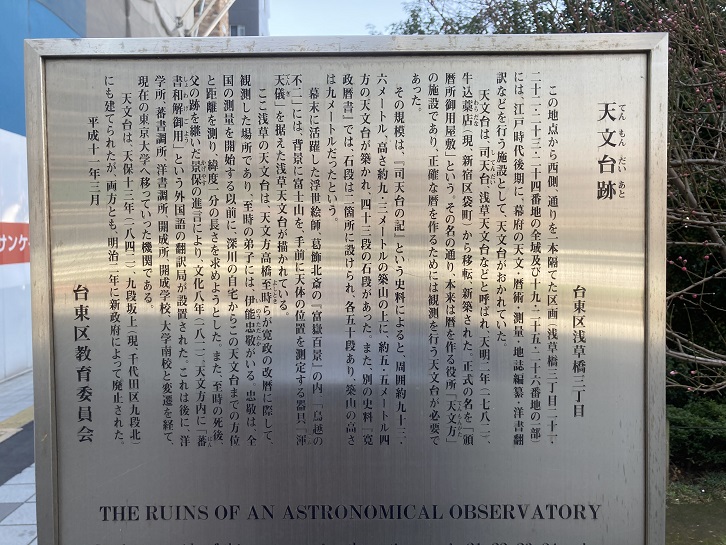 天文台跡
てん もん だい あと
台東区浅草橋三丁目
この地点から西側、通りを一本隔てた区画(浅草橋三丁目二十一・
二十二・二十三・二十四番地の全域及び十九・二十五・二十六番地の一部)
には、江戸時代後期に、幕府の天文・暦術・測量・地誌編纂・洋書翻
訳などを行う施設として、天文台がおかれていた。
天文台は、司天台、浅草天文台などと呼ばれ、天明二年(一七八二)、
牛込藁店(現、新宿区袋町)から移転、新築された。正式の名を「頒
暦所御用屋敷」という。その名の通り、本来は暦を作る役所「天文方」
の施設であり、正確な暦を作るためには観測を行う天文台が必要で
あった。
その規模は、『司天台の記』という史料によると、周囲約九十三・
六メートル、高さ約九・三メートルの築山の上に、約五・五メートル四
方の天文台が築かれ、四十三段の石段があった。また、別の史料『寛
政暦書』では、石段は二箇所に設けられ、各五十段あり、築山の高さ
は九メートルだったという。
幕末に活躍した浮世絵師、葛飾北斎の『富嶽百景』の内、「鳥越の
不二」には、背景に富士山を、手前に天体の位置を測定する器具「渾
天儀」を据えた浅草天文台が描かれている。
ここ浅草の天文台は、天文方高橋至時らが寛政の改暦に際して、
観測した場所であり、至時の弟子には、伊能忠敬がいる。忠敬は、全
国の測量を開始する以前に、深川の自宅からこの天文台までの方位
と距離を測り、緯度一分の長さを求めようとした。また、至時の死後、
父の跡を継いだ景保の進言により、文化八年(一八一一)、天文方内に「蕃
書和解御用」という外国語の翻訳局が設置された。これは後に、洋
学所、蕃書調所、洋書調所、開成所、開成学校、大学南校と変遷を経て、
現在の東京大学へ移っていった機関である。
天文台は、天保十三年(一八四二)、九段坂上(現、千代田区九段北)
にも建てられたが、両方とも、明治二年に新政府によって廃止された。
平成十一年三月
台東区教育委員会
THE RUINS OF AN ASTRONOMICAL OBSERVATORY
サンケ